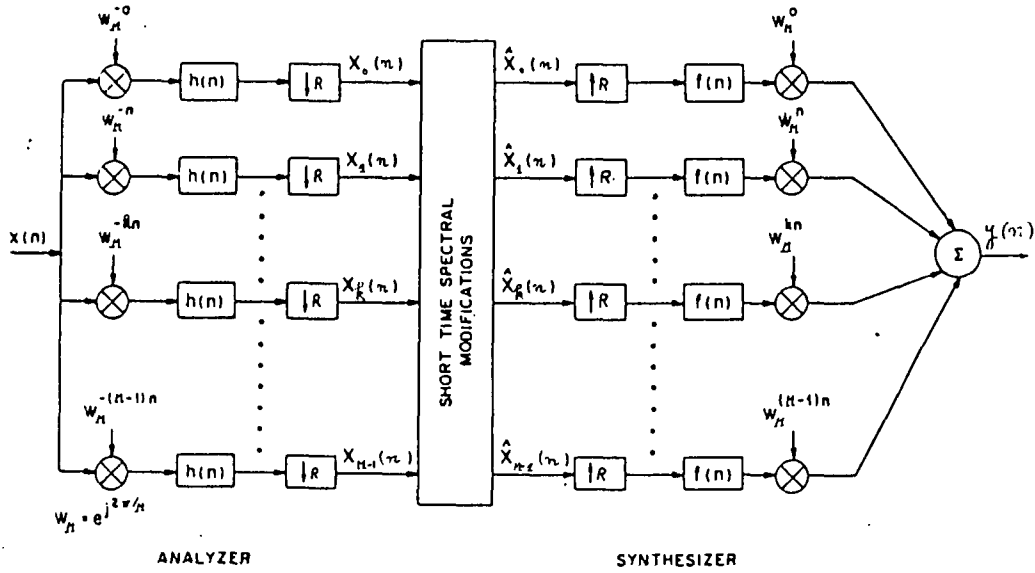 W_M^-0 W_M^0
h(n) ↓R X_0(n) X̂_0(n) ↑R f(n)
W_M^-n W_M^n
h(n) ↓R X_1(n) X̂_1(n) ↑R f(n)
x(n) W_M^-kn W_M^kn Σ y(n)
h(n) ↓R X_k(n) X̂_k(n) ↑R f(n)
SHORT TIME SPECTRAL
MODIFICATIONS
W_M^-(M-1)n W_M^(M-1)n
h(n) ↓R X_M-1(n) X̂_M-1(n) ↑R f(n)
W_M = e^j2π/M
ANALYZER SYNTHESIZER